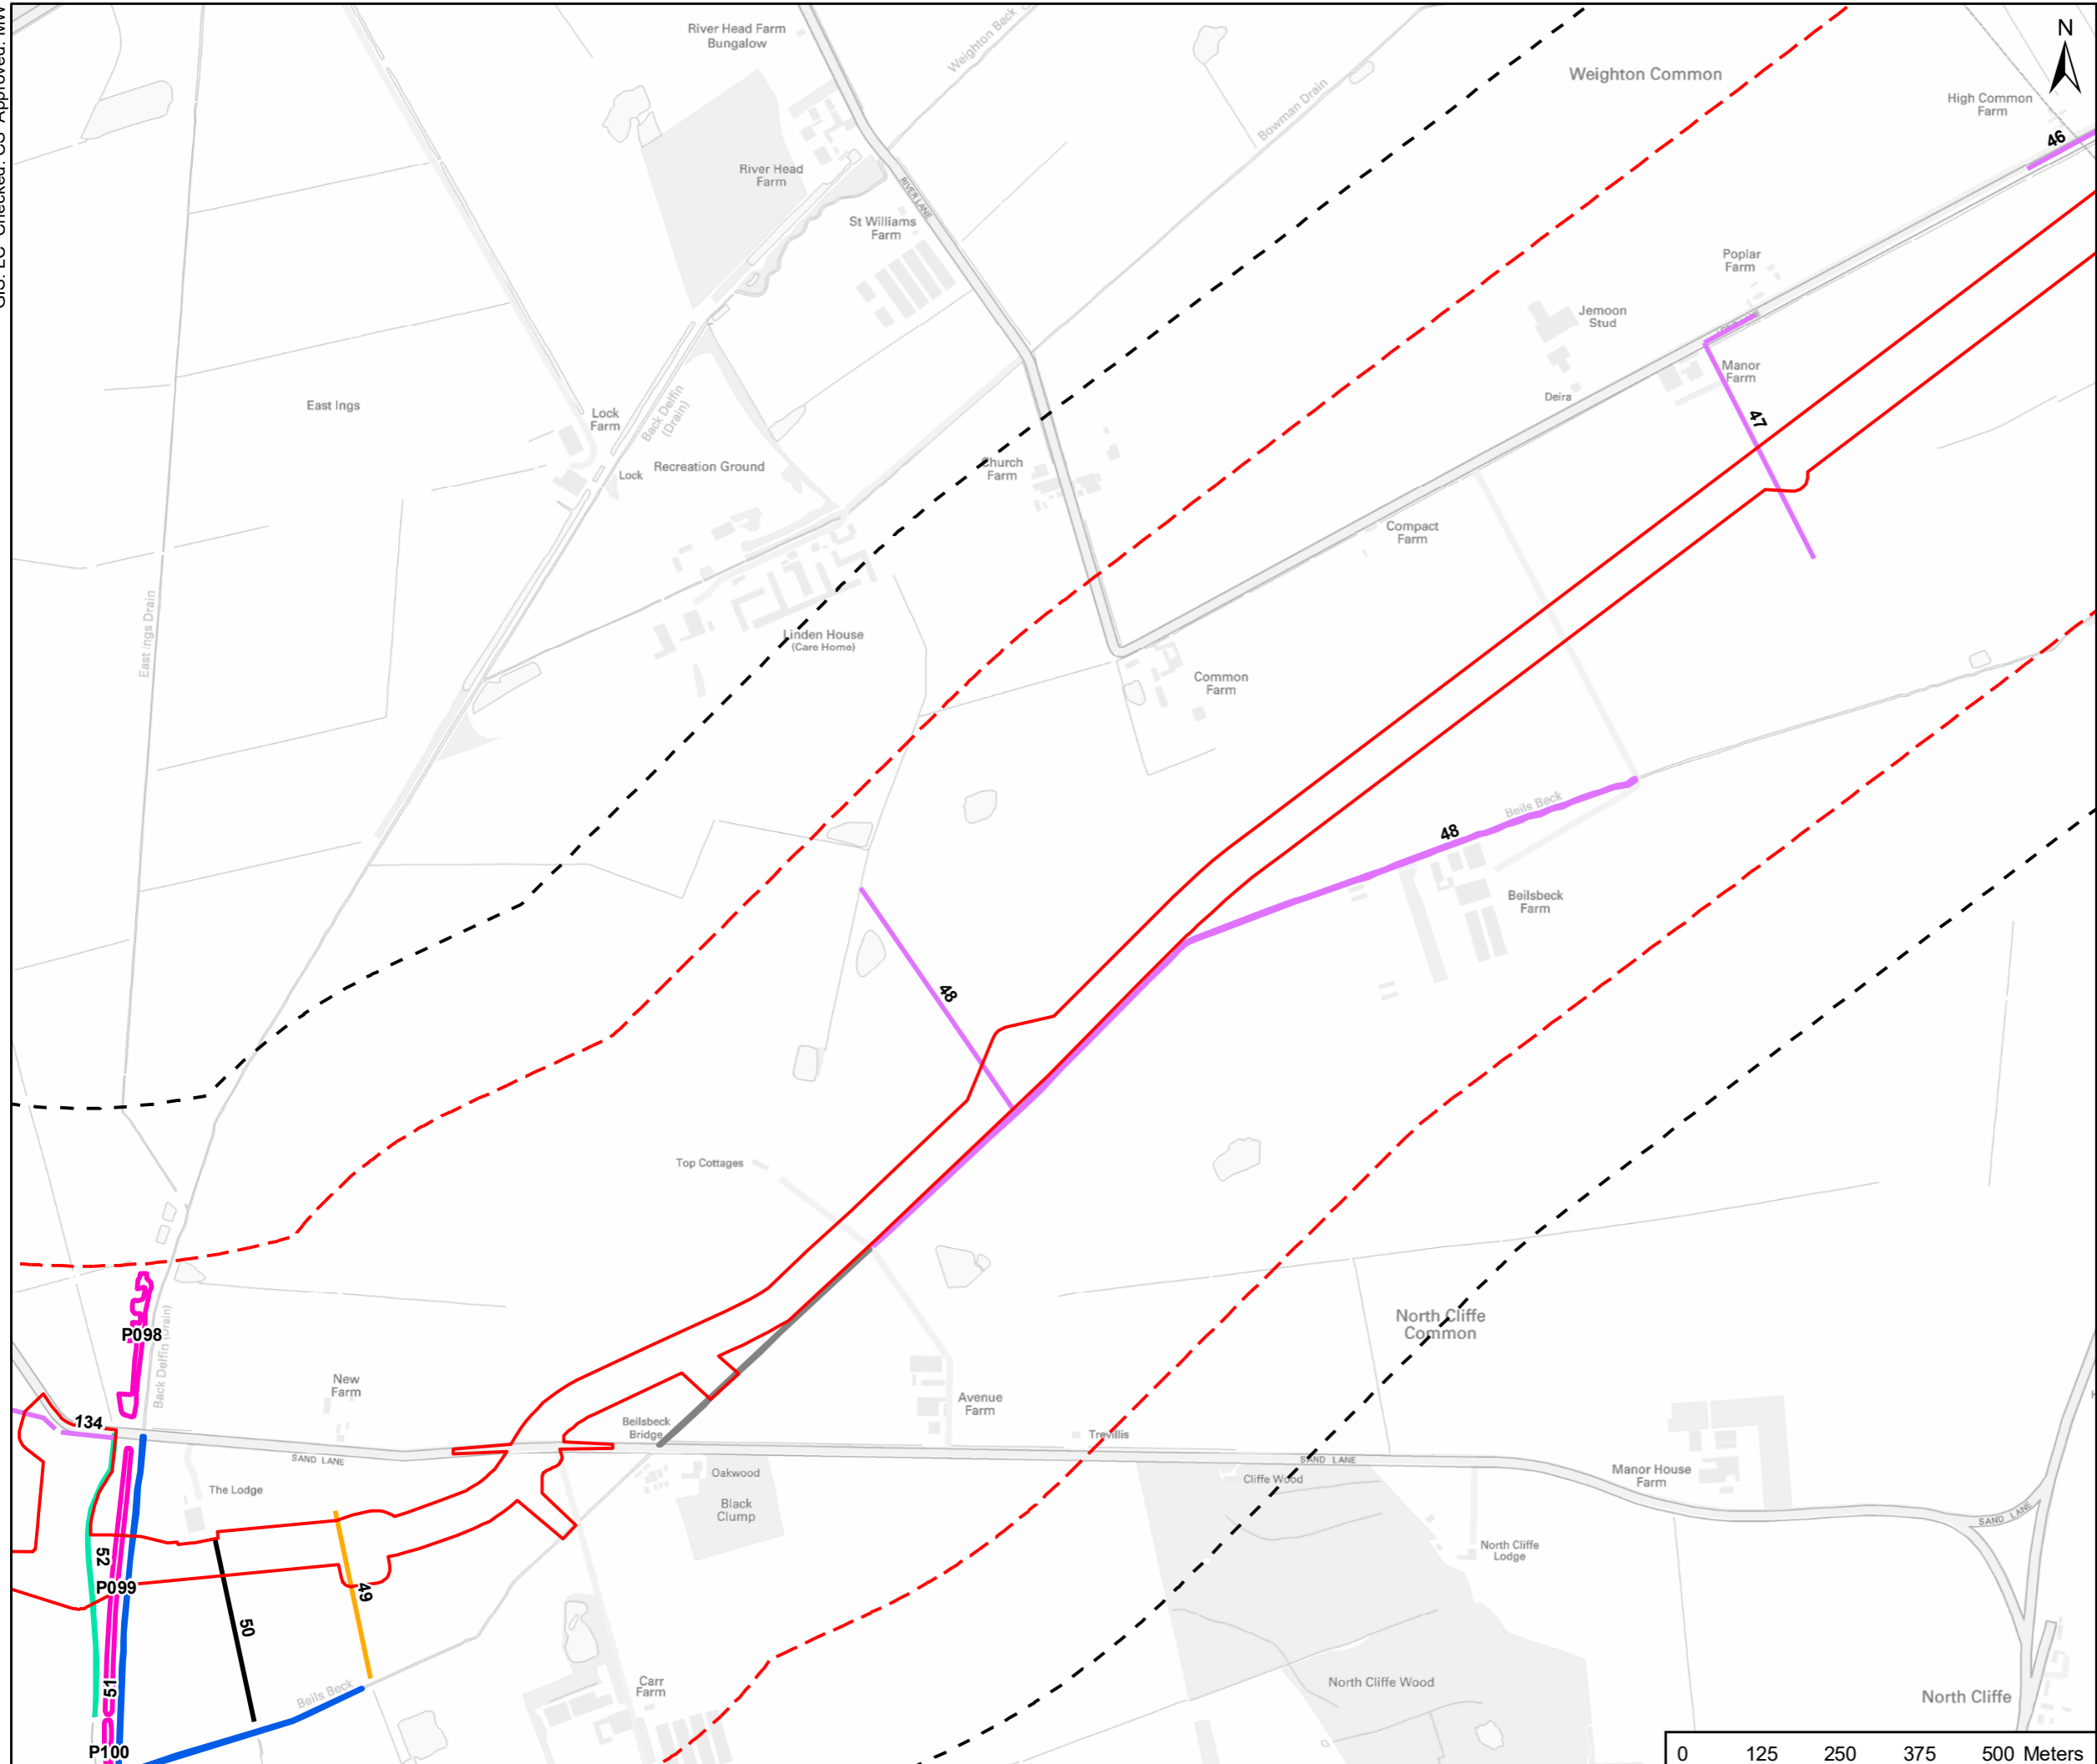 N
River Head Farm
Bungalow
Weighton Beck
Bowman Drain
Weighton Common
High Common
Farm
46
River Head
Farm
RIVER LANE
St Williams
Farm
Poplar
Farm
Jemoon
Stud
Manor
Farm
Deira
47
East Ings
Lock
Farm
Back Delfin
(Drain)
Lock
Recreation Ground
Church
Farm
Compact
Farm
East Ings Drain
Linden House
(Care Home)
Common
Farm
Beils Beck
48
Beilsbeck
Farm
48
Top Cottages
North Cliffe
Common
P098
Back Delfin (Drain)
New
Farm
134
SAND LANE
Beilsbeck
Bridge
Avenue
Farm
Trevillis
SAND LANE
Manor House
Farm
The Lodge
Oakwood
Black
Clump
Cliffe Wood
SAND LANE
North Cliffe
Lodge
52
P099
49
50
51
Beils Beck
Carr
Farm
North Cliffe Wood
North Cliffe
P100
0 125 250 375 500 Meters